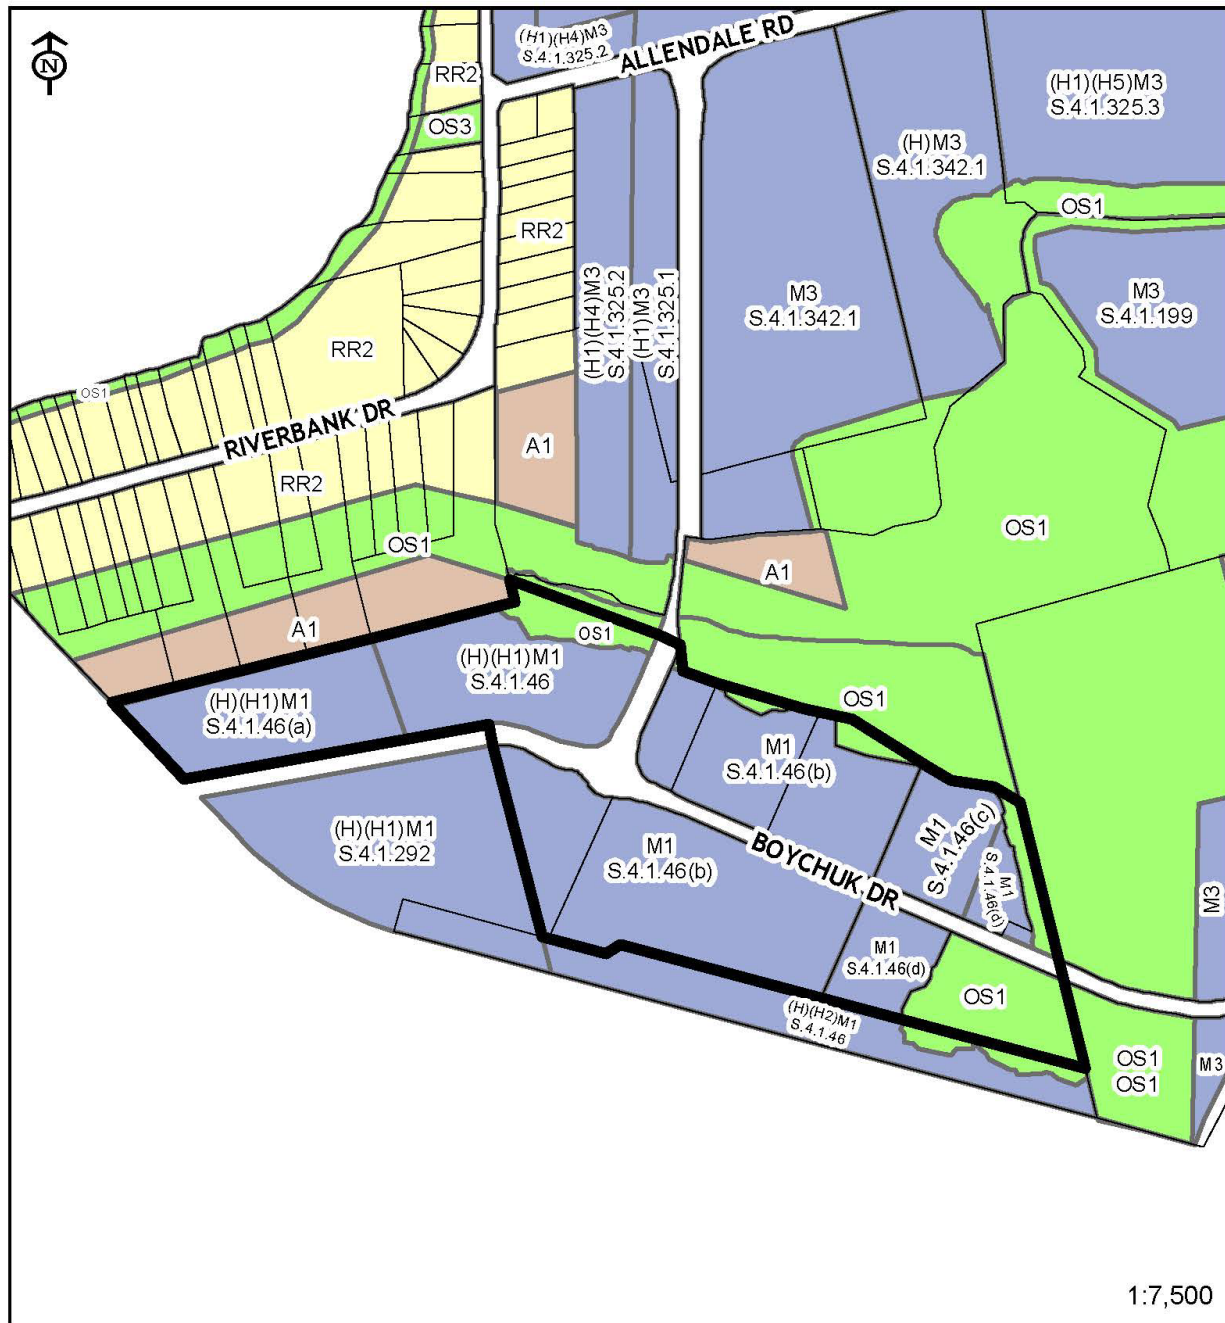 N
(H1)(H4)M3
S.4.1.325.2
ALLENDALE RD
RR2
OS3
(H1)(H5)M3
S.4.1.325.3
(H)M3
S.4.1.342.1
OS1
RR2
(H1)(H4)M3
S.4.1.325.2
(H1)M3
S.4.1.325.1
M3
S.4.1.342.1
M3
S.4.1.199
RR2
OS1
RIVERBANK DR
A1
RR2
OS1
OS1
A1
A1
OS1
(H)(H1)M1
S.4.1.46
(H)(H1)M1
S.4.1.46(a)
OS1
M1
S.4.1.46(b)
(H)(H1)M1
S.4.1.292
M1
S.4.1.46(b)
BOYCHUK DR
M1
S.4.1.46(c)
M1
S.4.1.46(d)
M3
M1
S.4.1.46(d)
OS1
(H)(H2)M1
S.4.1.46
OS1
OS1
M3
1:7,500